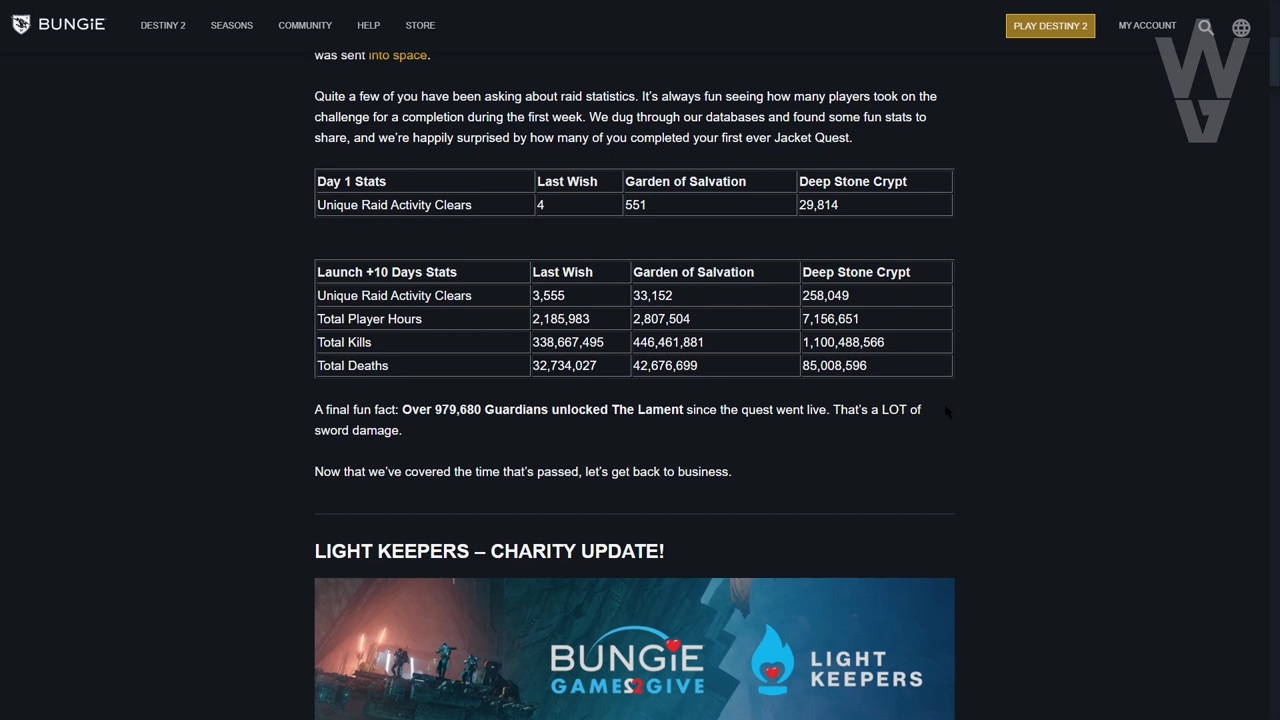 BUNGiE DESTINY 2 SEASONS COMMUNITY HELP STORE PLAY DESTINY 2 MY ACCOUNT
WG
was sent into space.
Quite a few of you have been asking about raid statistics. It's always fun seeing how many players took on the
challenge for a completion during the first week. We dug through our databases and found some fun stats to
share, and we're happily surprised by how many of you completed your first ever Jacket Quest.
Day 1 Stats Last Wish Garden of Salvation Deep Stone Crypt
Unique Raid Activity Clears 4 551 29,814
Launch +10 Days Stats Last Wish Garden of Salvation Deep Stone Crypt
Unique Raid Activity Clears 3,555 33,152 258,049
Total Player Hours 2,185,983 2,807,504 7,156,651
Total Kills 338,667,495 446,461,881 1,100,488,566
Total Deaths 32,734,027 42,676,699 85,008,596
A final fun fact: Over 979,680 Guardians unlocked The Lament since the quest went live. That's a LOT of
sword damage.
Now that we've covered the time that's passed, let's get back to business.
LIGHT KEEPERS – CHARITY UPDATE!
BUNGiE
GAME2GIVE
LIGHT
KEEPERS